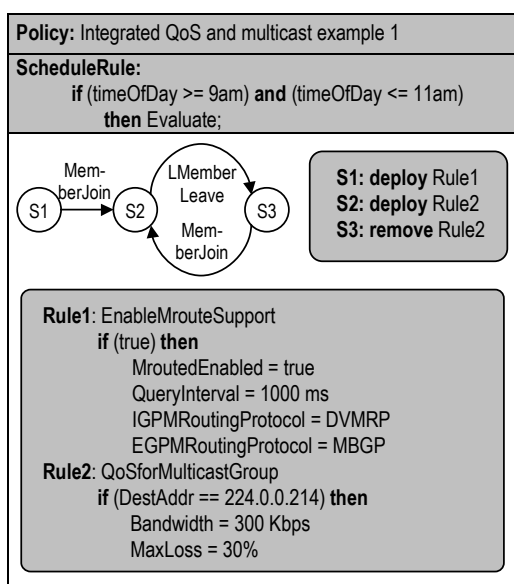 Policy: Integrated QoS and multicast example 1
ScheduleRule:
if (timeOfDay >= 9am) and (timeOfDay <= 11am)
then Evaluate;
Mem-
berJoin
LMember
Leave
S1
S2
S3
Mem-
berJoin
S1: deploy Rule1
S2: deploy Rule2
S3: remove Rule2
Rule1: EnableMrouteSupport
if (true) then
MroutedEnabled = true
QueryInterval = 1000 ms
IGPMRoutingProtocol = DVMRP
EGPMRoutingProtocol = MBGP
Rule2: QoSforMulticastGroup
if (DestAddr == 224.0.0.214) then
Bandwidth = 300 Kbps
MaxLoss = 30%